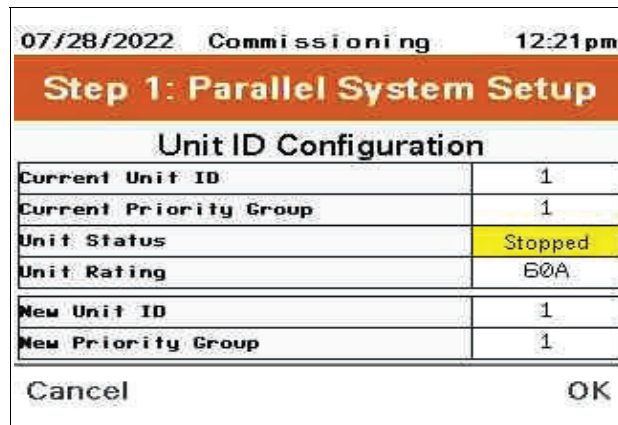 07/28/2022 Commissioning 12:21pm
Step 1: Parallel System Setup
Unit ID Configuration
Current Unit ID 1
Current Priority Group 1
Unit Status Stopped
Unit Rating 60A
New Unit ID 1
New Priority Group 1
Cancel OK